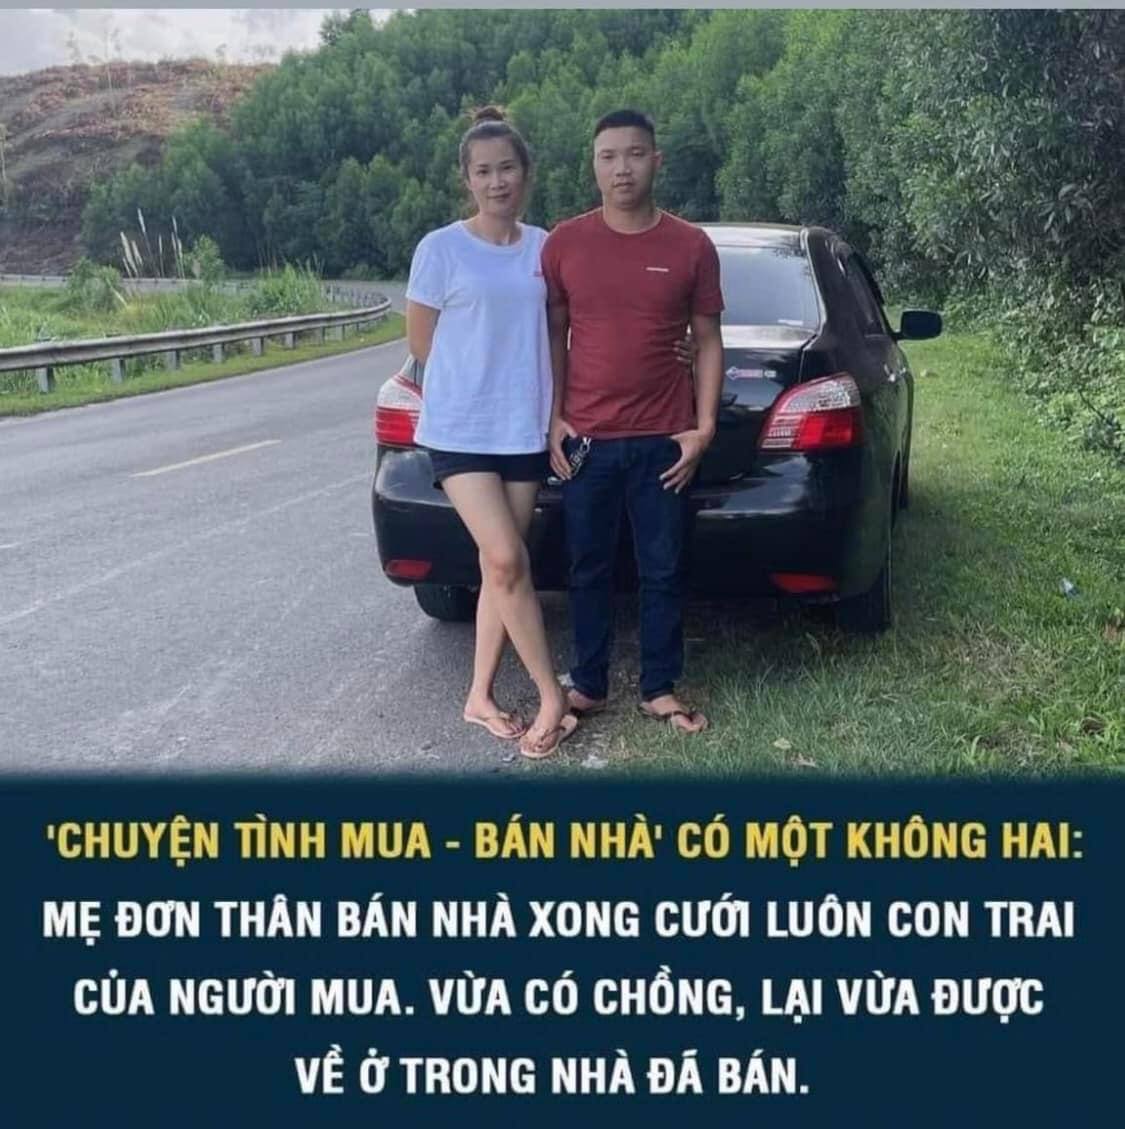 'CHUYỆN TÌNH MUA - BÁN NHÀ' CÓ MỘT KHÔNG HAI:
MẸ ĐƠN THÂN BÁN NHÀ XONG CƯỚI LUÔN CON TRAI
CỦA NGƯỜI MUA. VỪA CÓ CHỒNG, LẠI VỪA ĐƯỢC
VỀ Ở TRONG NHÀ ĐÃ BÁN.